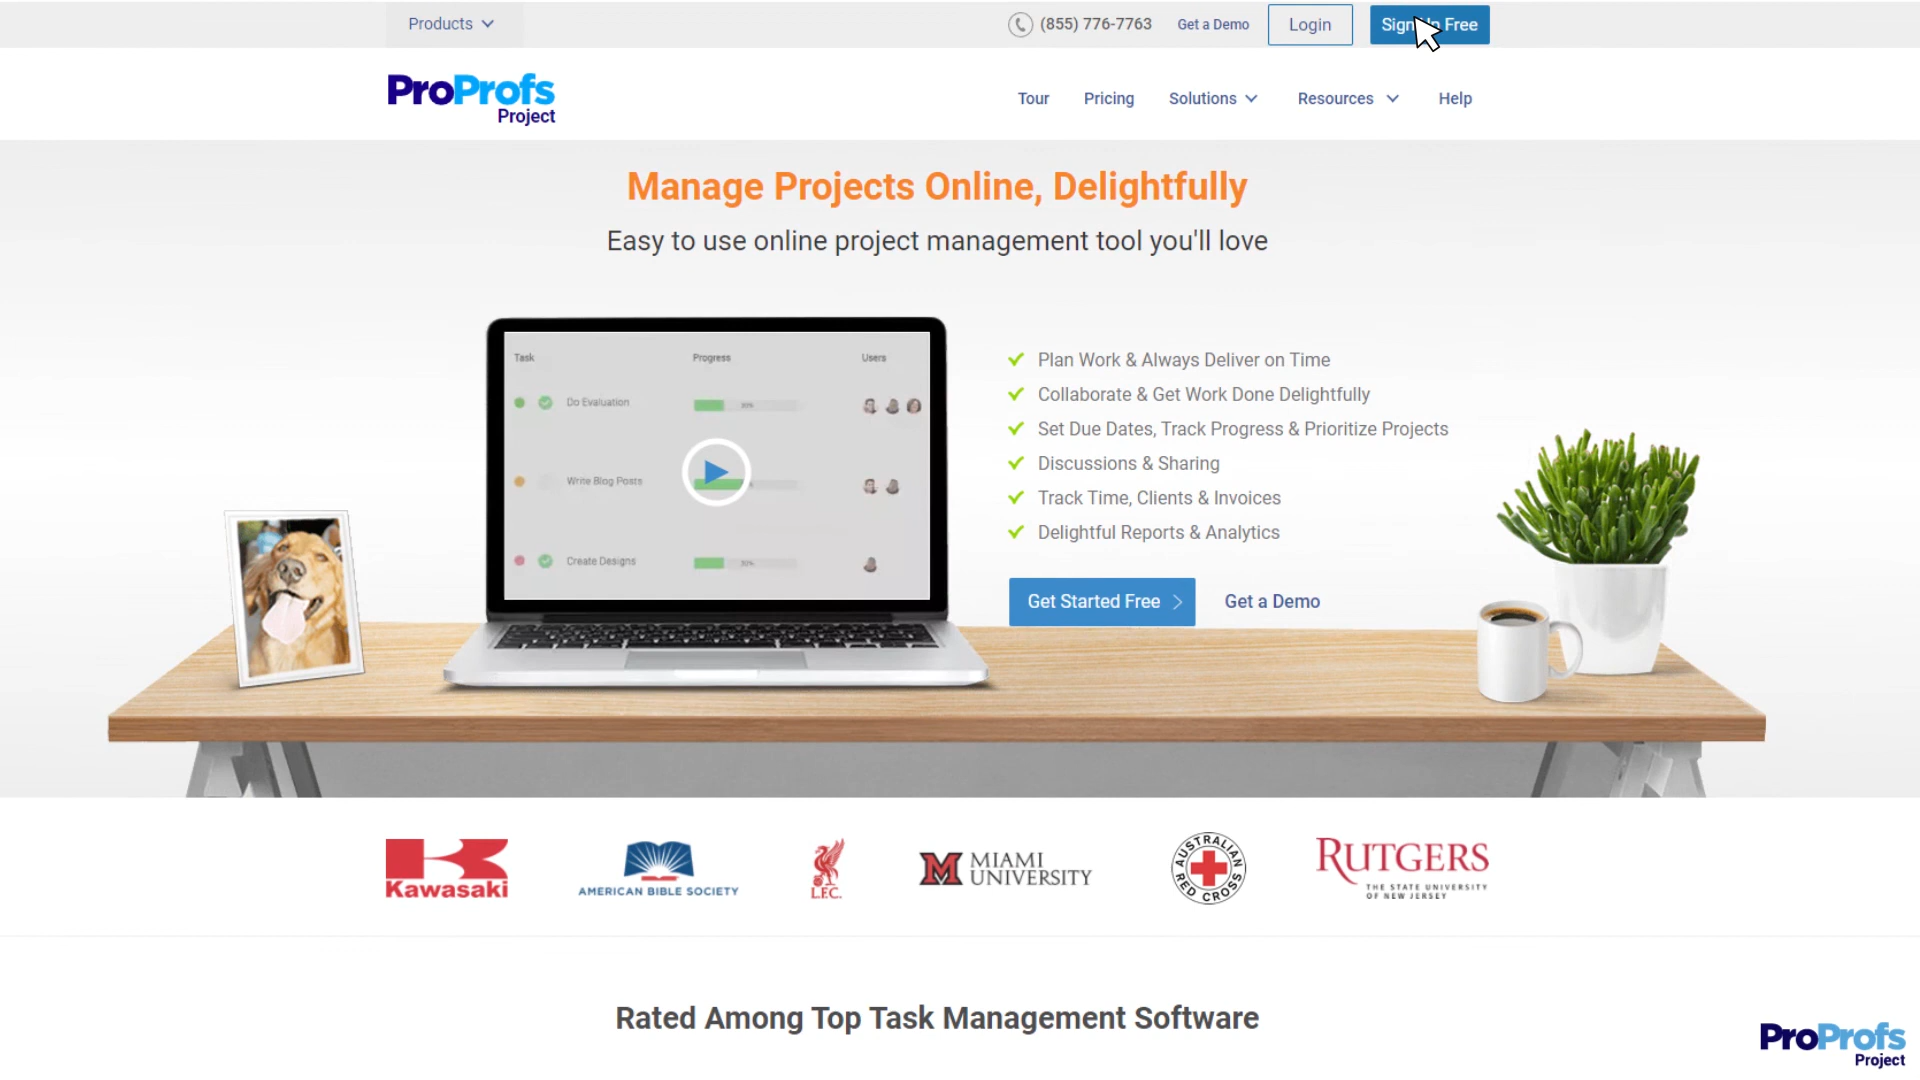 Products
(855) 776-7763
Get a Demo
Login
Sign Up Free
ProProfs
Project
Tour
Pricing
Solutions
Resources
Help
Manage Projects Online, Delightfully
Easy to use online project management tool you'll love
Task Progress Users
Do Evaluation 30%
Write Blog Posts
Create Designs 30%
Plan Work & Always Deliver on Time
Collaborate & Get Work Done Delightfully
Set Due Dates, Track Progress & Prioritize Projects
Discussions & Sharing
Track Time, Clients & Invoices
Delightful Reports & Analytics
Get Started Free
Get a Demo
Kawasaki
AMERICAN BIBLE SOCIETY
L.F.C.
M MIAMI
UNIVERSITY
AUSTRALIAN
RED CROSS
RUTGERS
THE STATE UNIVERSITY
OF NEW JERSEY
Rated Among Top Task Management Software
ProProfs
Project